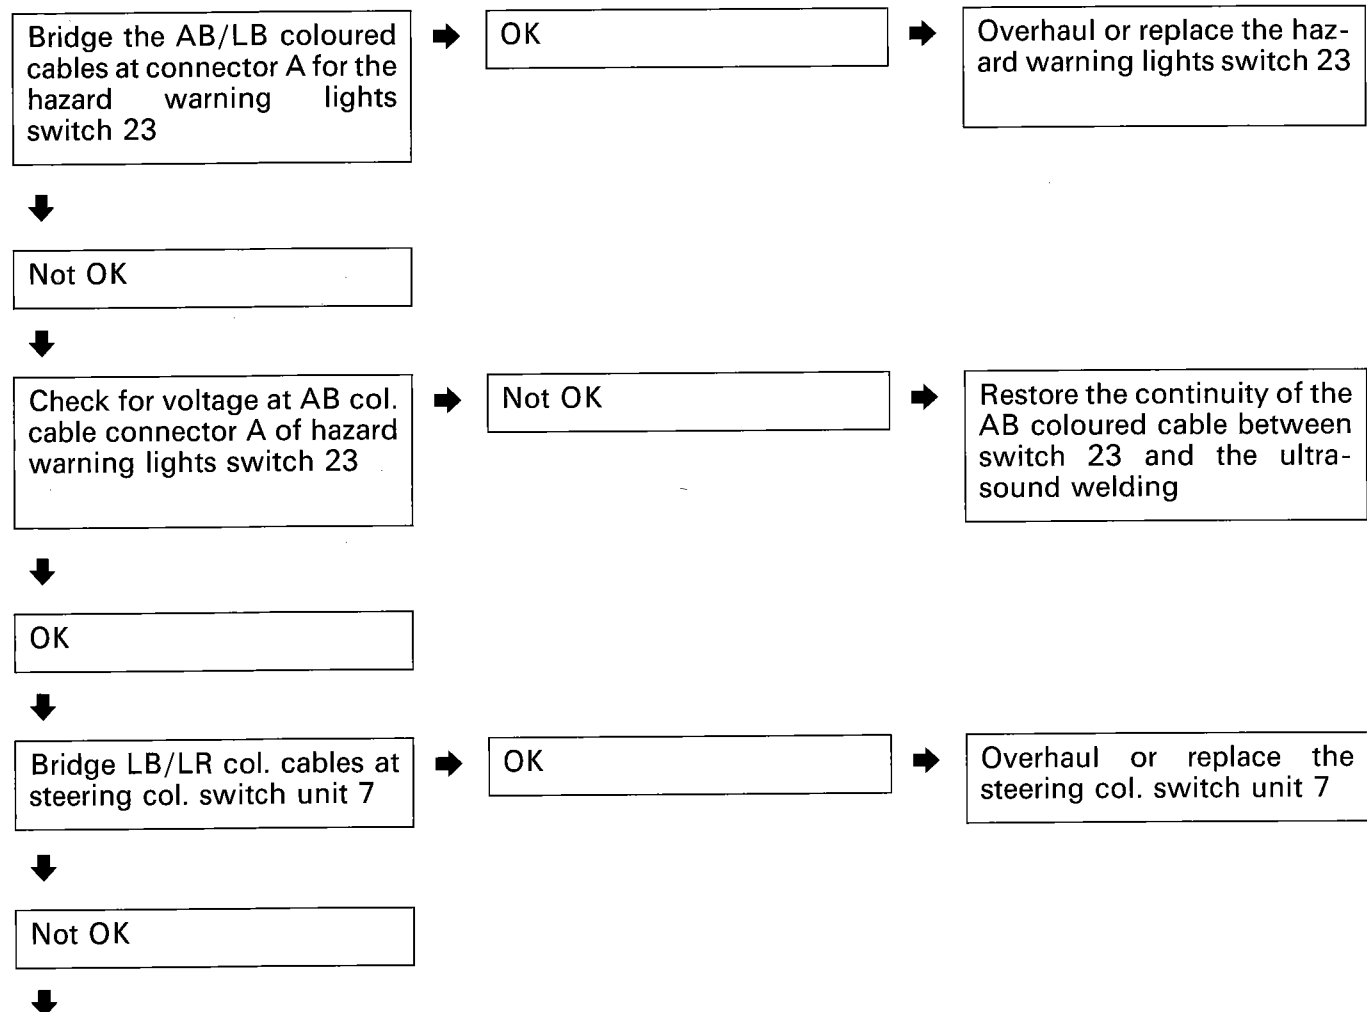 Bridge the AB/LB coloured
cables at connector A for the
hazard warning lights
switch 23
OK
Overhaul or replace the haz-
ard warning lights switch 23
Not OK
Check for voltage at AB col.
cable connector A of hazard
warning lights switch 23
Not OK
Restore the continuity of the
AB coloured cable between
switch 23 and the ultra-
sound welding
OK
Bridge LB/LR col. cables at
steering col. switch unit 7
OK
Overhaul or replace the
steering col. switch unit 7
Not OK